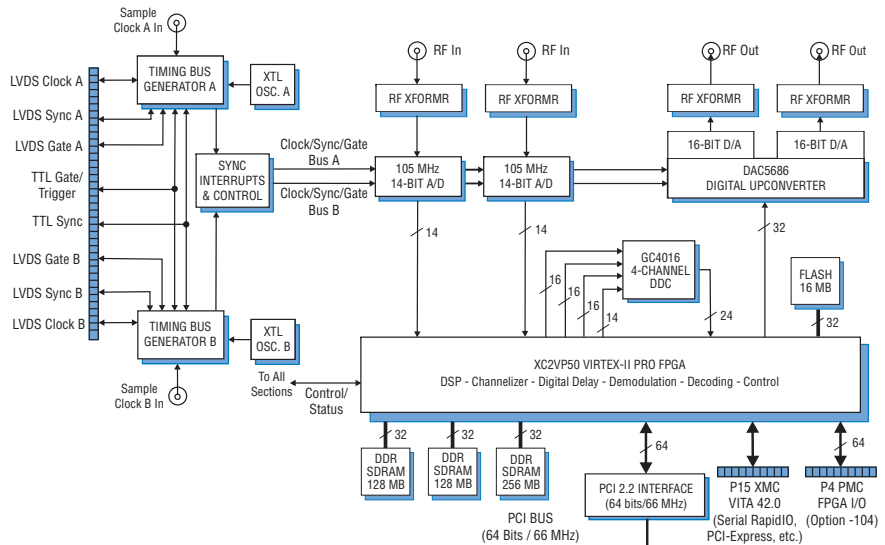 Sample
Clock A In
RF In
RF In
RF Out
RF Out
LVDS Clock A
TIMING BUS
GENERATOR A
XTL
OSC. A
RF XFORMR
RF XFORMR
RF XFORMR
RF XFORMR
LVDS Sync A
LVDS Gate A
Clock/Sync/Gate
Bus A
16-BIT D/A
16-BIT D/A
SYNC
INTERRUPTS
& CONTROL
105 MHz
14-BIT A/D
105 MHz
14-BIT A/D
DAC5686
DIGITAL UPCONVERTER
TTL Gate/
Trigger
Clock/Sync/Gate
Bus B
TTL Sync
14
14
32
LVDS Gate B
GC4016
4-CHANNEL
DDC
FLASH
16 MB
16
16
16
14
24
32
LVDS Sync B
LVDS Clock B
TIMING BUS
GENERATOR B
XTL
OSC. B
XC2VP50 VIRTEX-II PRO FPGA
DSP - Channelizer - Digital Delay - Demodulation - Decoding - Control
To All
Sections
Control/
Status
Sample
Clock B In
32
32
32
64
64
DDR
SDRAM
128 MB
DDR
SDRAM
128 MB
DDR
SDRAM
256 MB
PCI 2.2 INTERFACE
(64 bits/66 MHz)
P15 XMC
VITA 42.0
(Serial RapidIO,
PCI-Express, etc.)
P4 PMC
FPGA I/O
(Option -104)
PCI BUS
(64 Bits / 66 MHz)